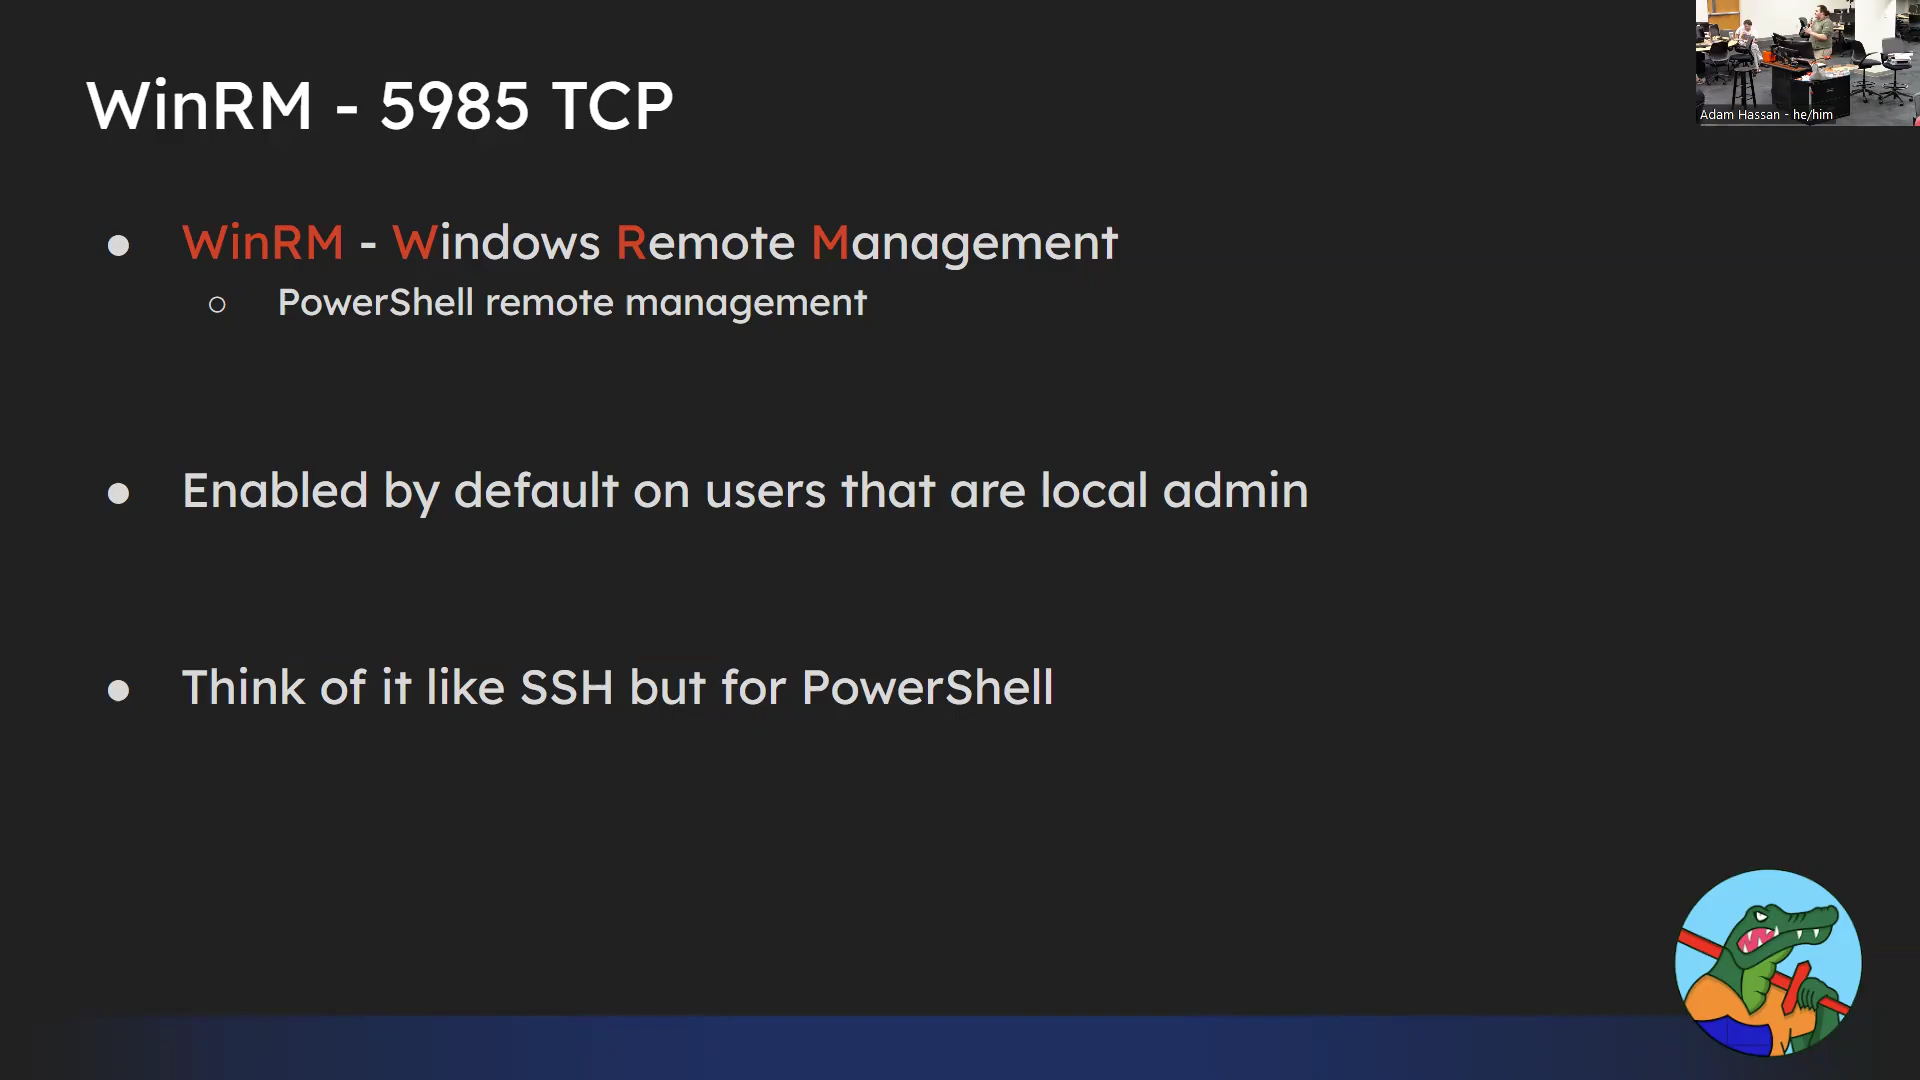 WinRM - 5985 TCP
Adam Hassan - he/him
● WinRM - Windows Remote Management
○ PowerShell remote management
● Enabled by default on users that are local admin
● Think of it like SSH but for PowerShell